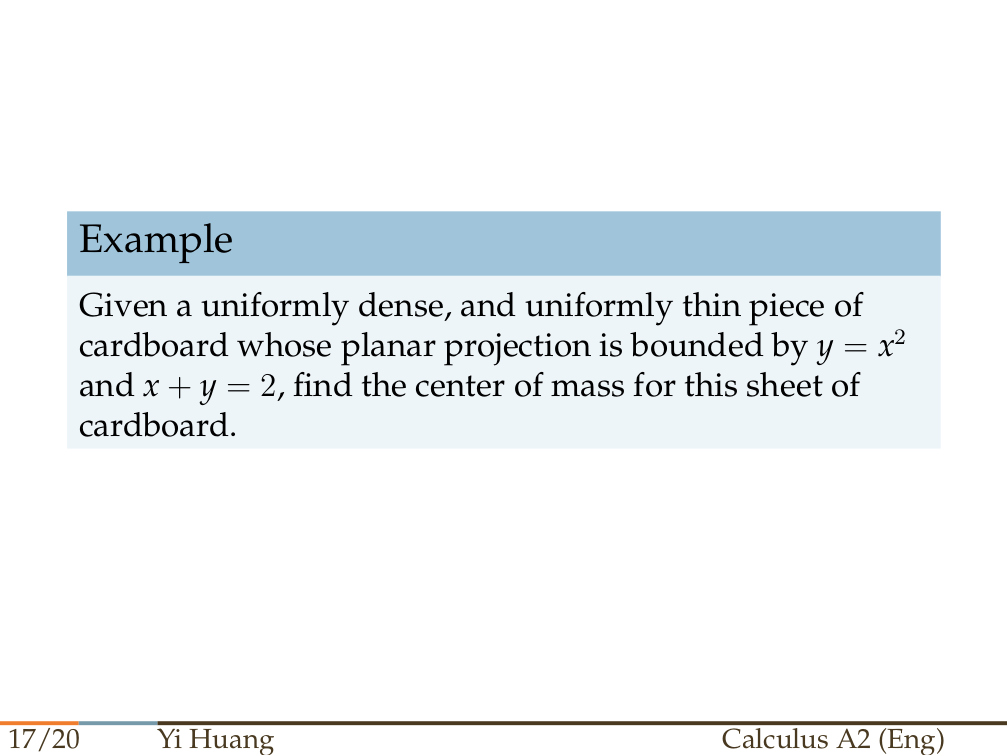 Example
Given a uniformly dense, and uniformly thin piece of
cardboard whose planar projection is bounded by y = x²
and x + y = 2, find the center of mass for this sheet of
cardboard.
17/20 Yi Huang Calculus A2 (Eng)